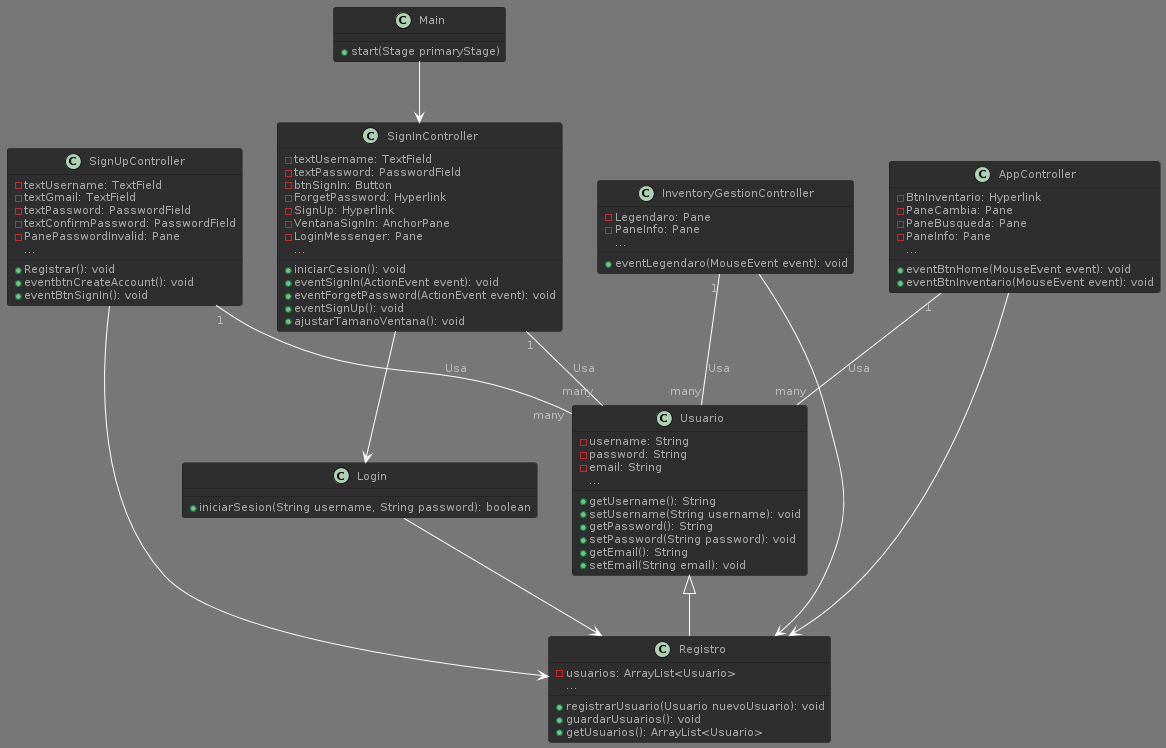 C Main
start(Stage primaryStage)
C SignUpController
textUsername: TextField
textGmail: TextField
textPassword: PasswordField
textConfirmPassword: PasswordField
PanePasswordInvalid: Pane
...
Registrar(): void
eventbtnCreateAccount(): void
eventBtnSignIn(): void
C SignInController
textUsername: TextField
textPassword: PasswordField
btnSignIn: Button
ForgetPassword: Hyperlink
SignUp: Hyperlink
VentanaSignIn: AnchorPane
LoginMessenger: Pane
...
iniciarCesion(): void
eventSignIn(ActionEvent event): void
eventForgetPassword(ActionEvent event): void
eventSignUp(): void
ajustarTamanoVentana(): void
C InventoryGestionController
Legendaro: Pane
PaneInfo: Pane
...
eventLegendaro(MouseEvent event): void
C AppController
BtnInventario: Hyperlink
PaneCambia: Pane
PaneBusqueda: Pane
PaneInfo: Pane
...
eventBtnHome(MouseEvent event): void
eventBtnInventario(MouseEvent event): void
1
1
1
1
Usa
Usa
Usa
Usa
many
many
many
many
C Login
iniciarSesion(String username, String password): boolean
C Usuario
username: String
password: String
email: String
...
getUsername(): String
setUsername(String username): void
getPassword(): String
setPassword(String password): void
getEmail(): String
setEmail(String email): void
C Registro
usuarios: ArrayList<Usuario>
...
registrarUsuario(Usuario nuevoUsuario): void
guardarUsuarios(): void
getUsuarios(): ArrayList<Usuario>